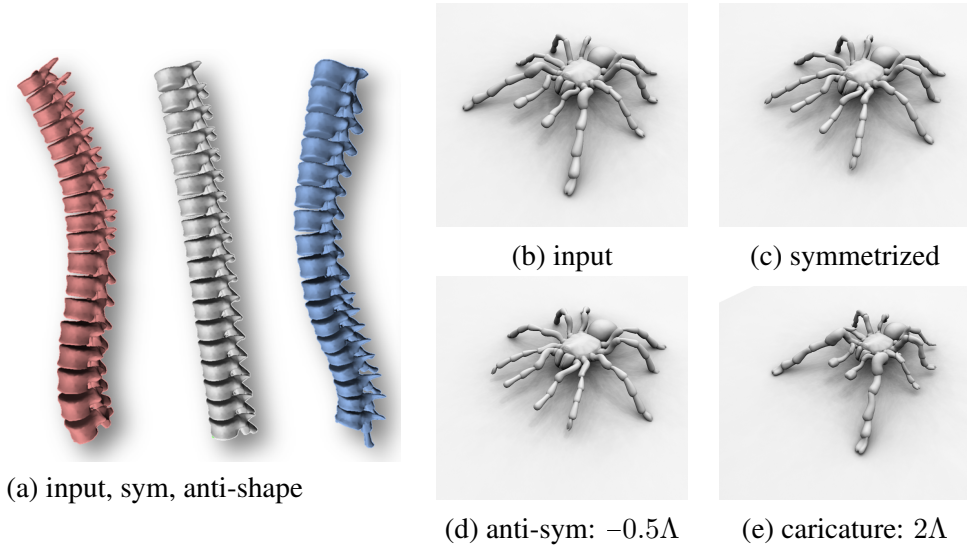 (a) input, sym, anti-shape
(b) input
(c) symmetrized
(d) anti-sym: −0.5Λ
(e) caricature: 2Λ